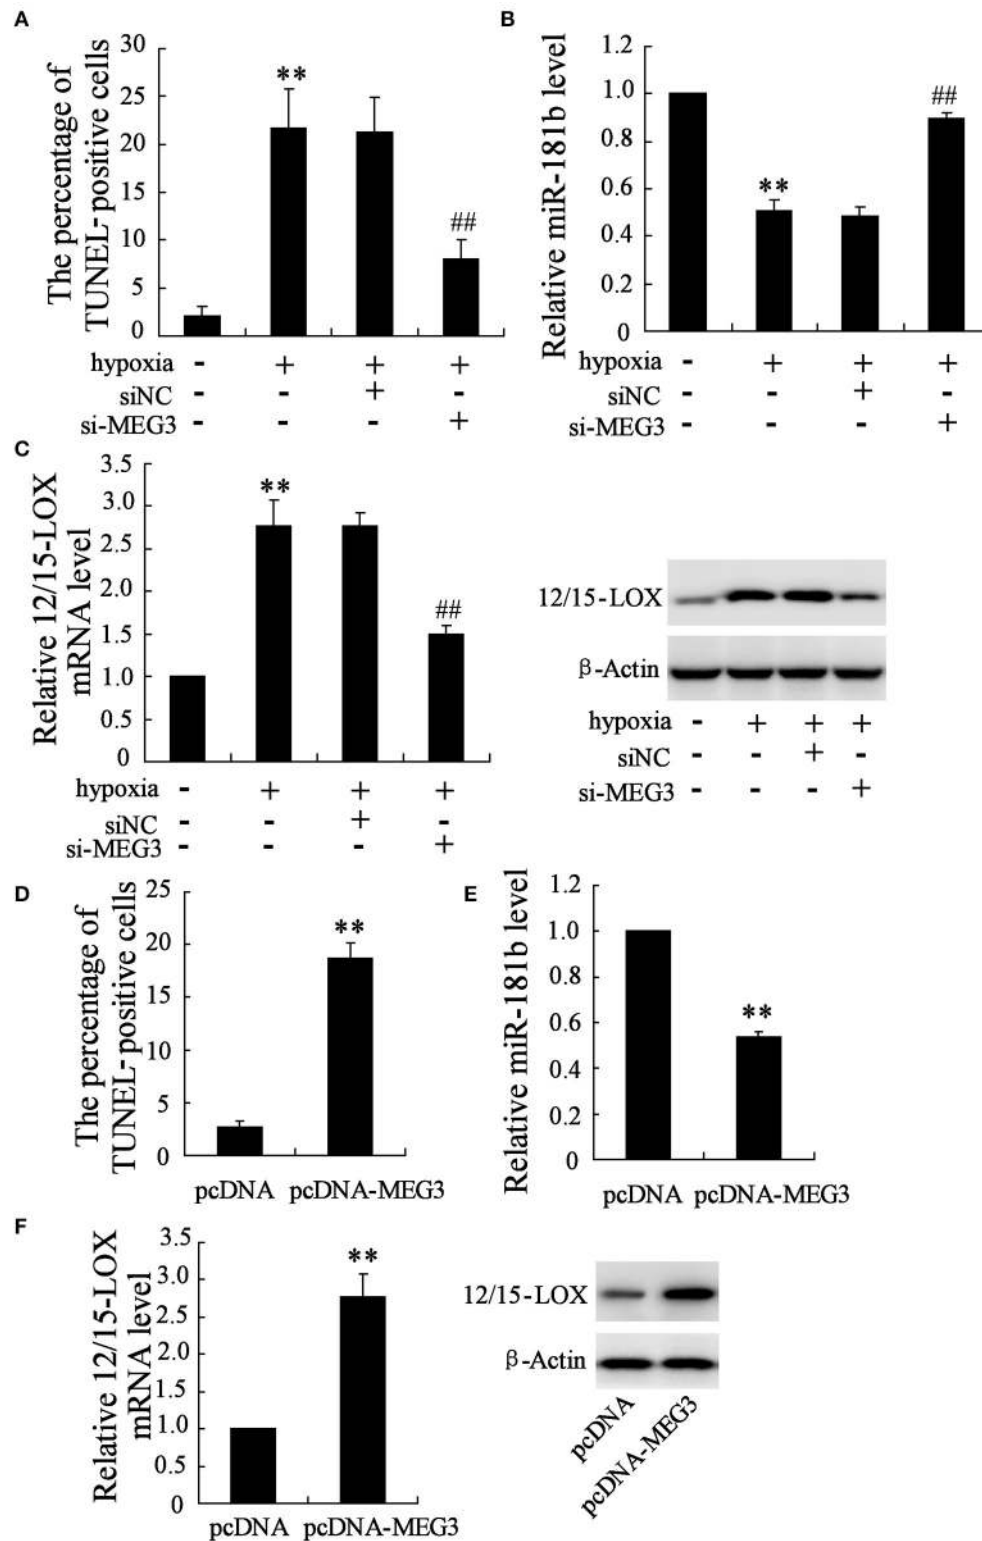 A
The percentage of
TUNEL-positive cells
30
25
20
15
10
5
0
**
##
hypoxia - + + +
siNC - - + -
si-MEG3 - - - +
B
Relative miR-181b level
1.2
1.0
0.8
0.6
0.4
0.2
0
**
##
hypoxia - + + +
siNC - - + -
si-MEG3 - - - +
C
Relative 12/15-LOX
mRNA level
3.5
3.0
2.5
2.0
1.5
1.0
0.5
0
**
##
hypoxia - + + +
siNC - - + -
si-MEG3 - - - +
12/15-LOX
β-Actin
hypoxia - + + +
siNC - - + -
si-MEG3 - - - +
D
The percentage of
TUNEL-positive cells
25
20
15
10
5
0
**
pcDNA pcDNA-MEG3
E
Relative miR-181b level
1.2
1.0
0.8
0.6
0.4
0.2
0
**
pcDNA pcDNA-MEG3
F
Relative 12/15-LOX
mRNA level
3.5
3.0
2.5
2.0
1.5
1.0
0.5
0
**
pcDNA pcDNA-MEG3
12/15-LOX
β-Actin
pcDNA
pcDNA-MEG3